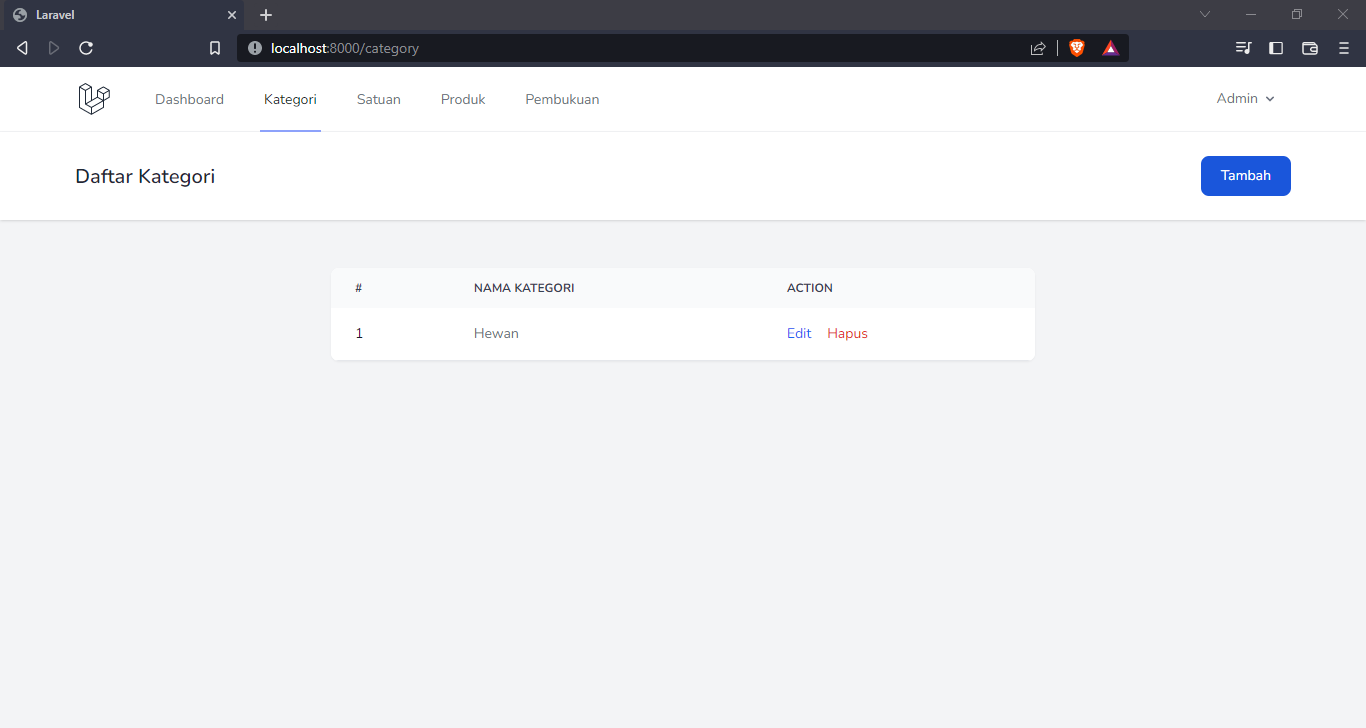 Laravel
localhost:8000/category
Dashboard Kategori Satuan Produk Pembukuan Admin
Daftar Kategori Tambah
# NAMA KATEGORI ACTION
1 Hewan Edit Hapus